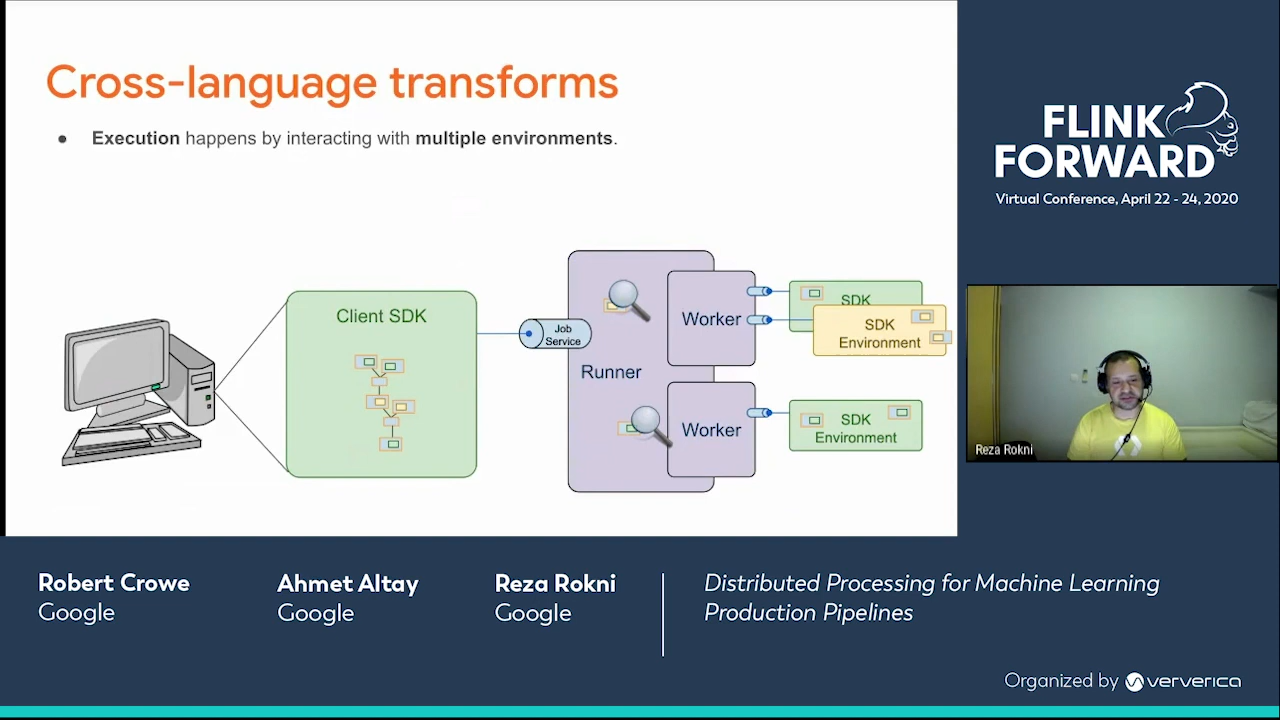 Cross-language transforms
● Execution happens by interacting with multiple environments.
Client SDK
Job
Service
Runner
Worker
Worker
SDK
SDK
Environment
SDK
Environment
FLINK
FORWARD
Virtual Conference, April 22 - 24, 2020
Reza Rokni
Robert Crowe
Google
Ahmet Altay
Google
Reza Rokni
Google
Distributed Processing for Machine Learning
Production Pipelines
Organized by ververica